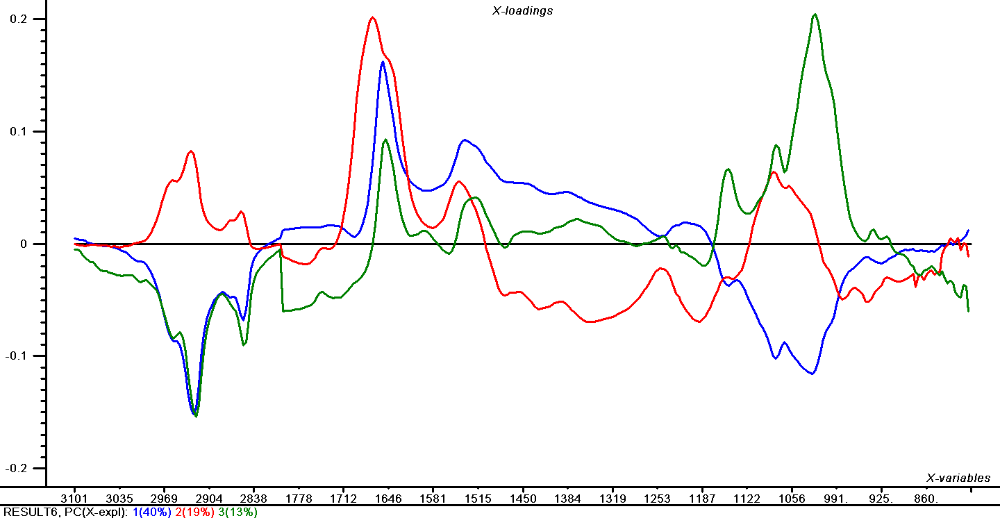 X-loadings
0.2
0.1
0
-0.1
-0.2
X-variables
3101 3035 2969 2904 2838 1778 1712 1646 1581 1515 1450 1384 1319 1253 1187 1122 1056 991. 925. 860.
RESULT6, PC(X-expl): 1(40%) 2(19%) 3(13%)